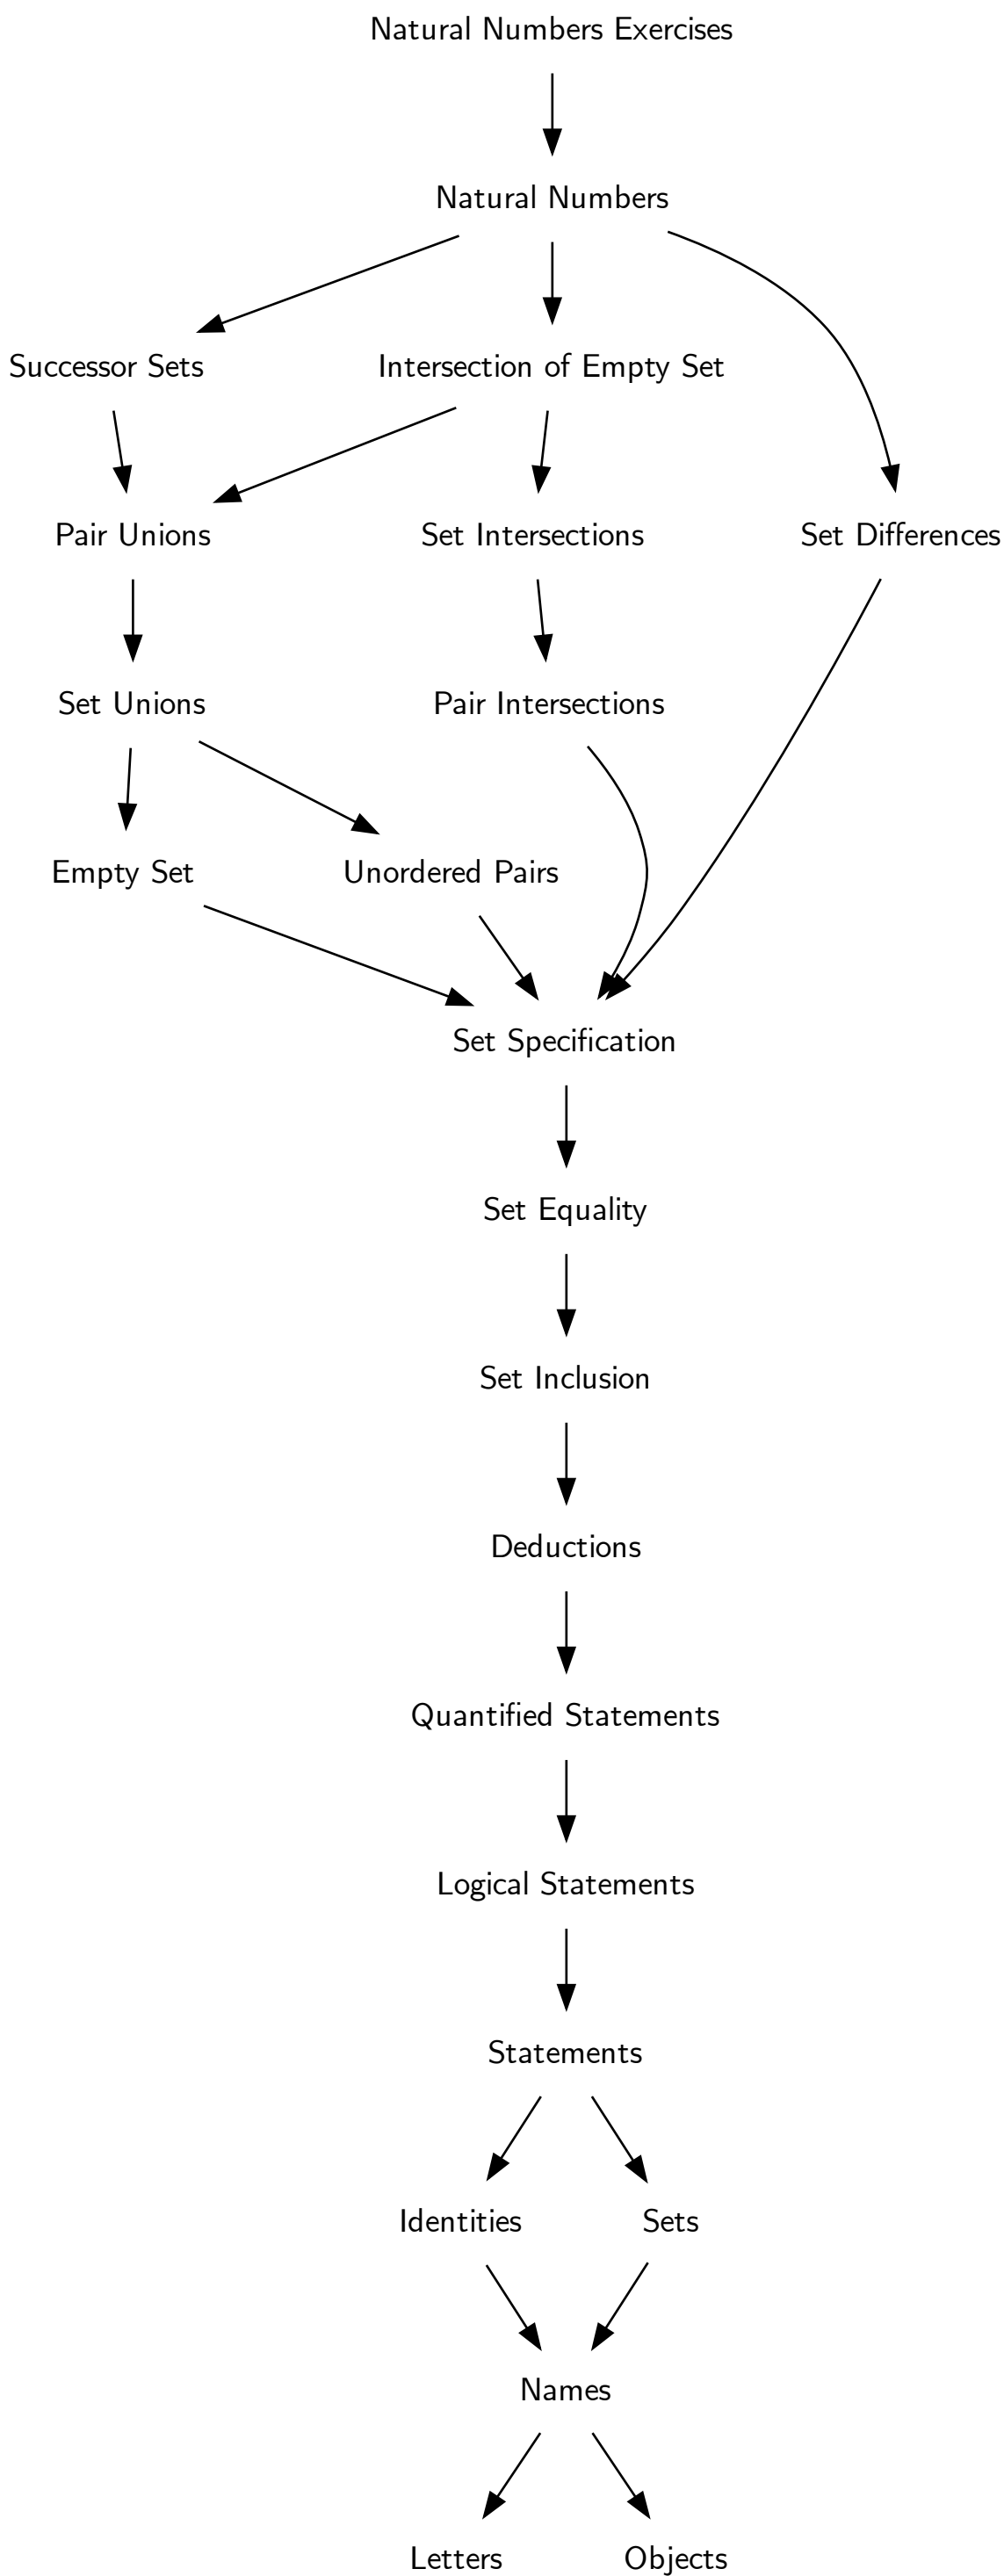 Natural Numbers Exercises
Natural Numbers
Successor Sets
Intersection of Empty Set
Pair Unions
Set Intersections
Set Differences
Set Unions
Pair Intersections
Empty Set
Unordered Pairs
Set Specification
Set Equality
Set Inclusion
Deductions
Quantified Statements
Logical Statements
Statements
Identities
Sets
Names
Letters
Objects